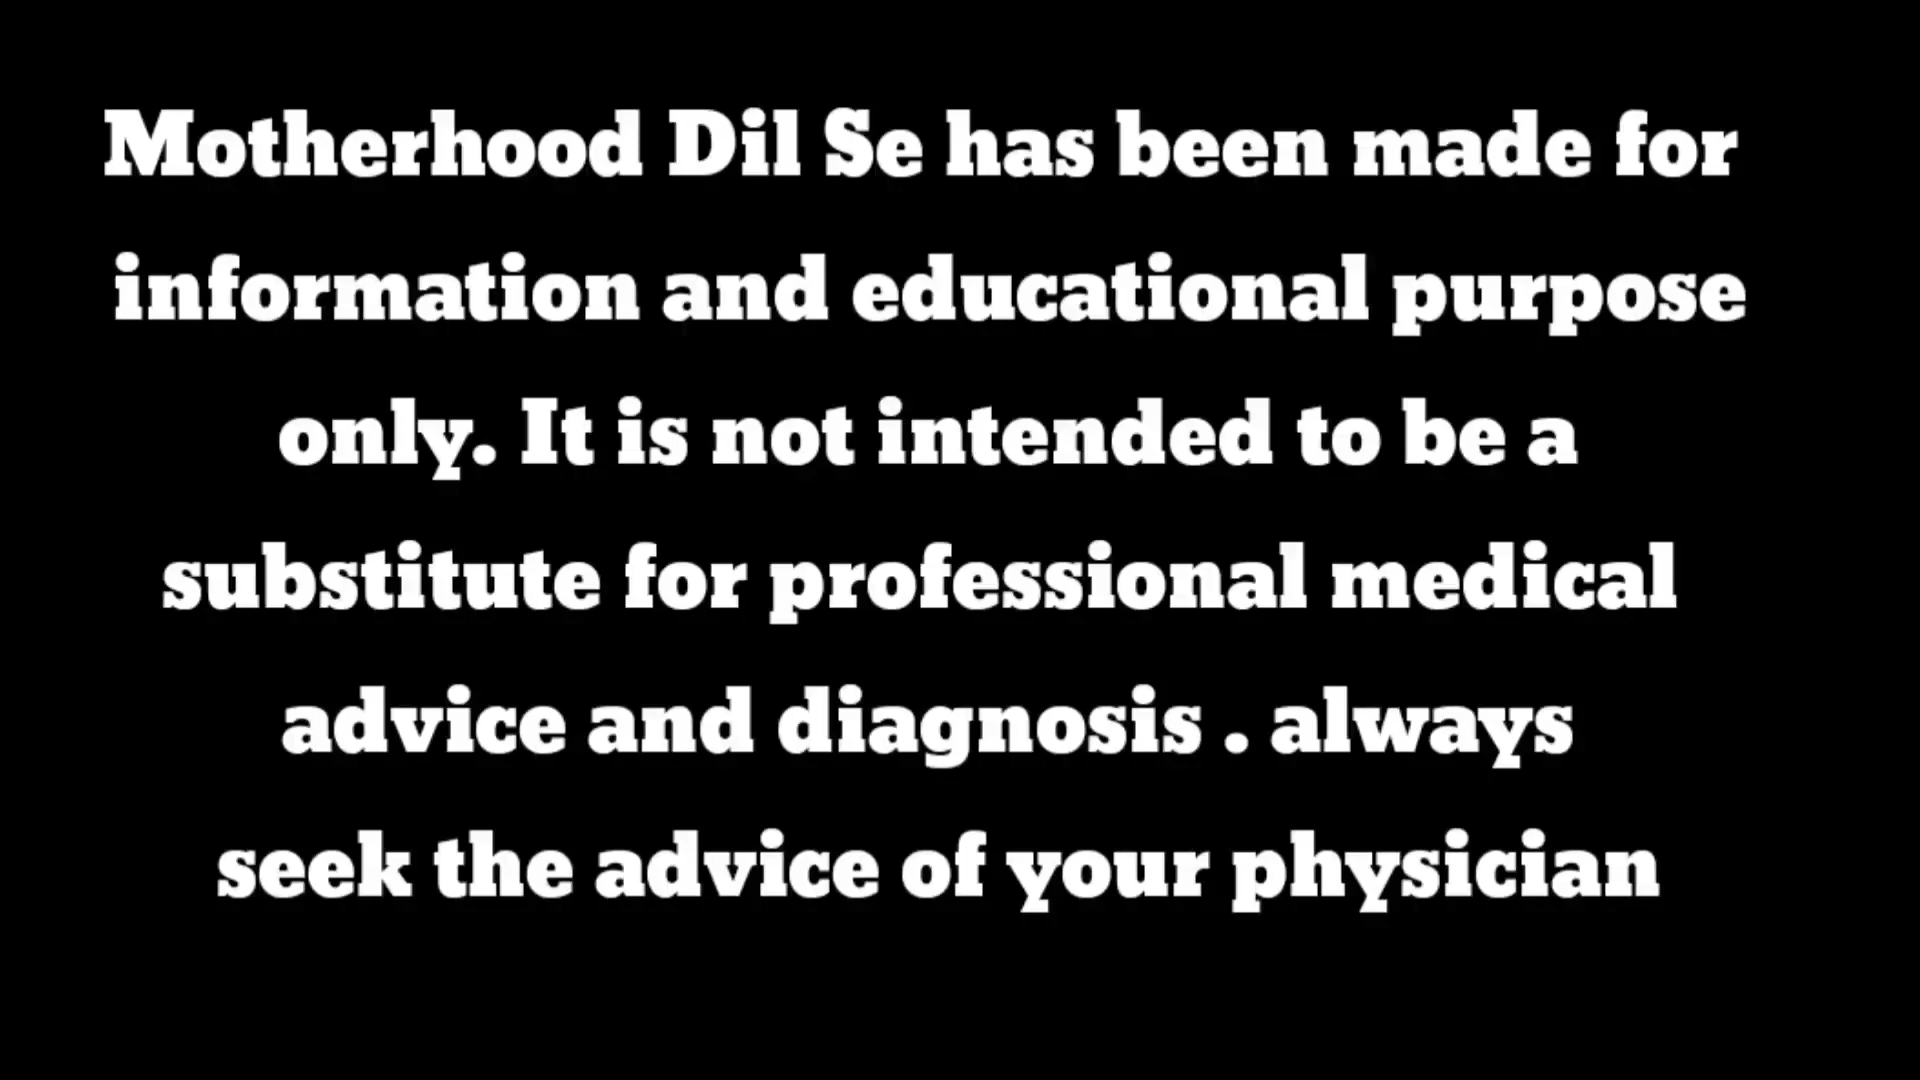 Motherhood Dil Se has been made for
information and educational purpose
only. It is not intended to be a
substitute for professional medical
advice and diagnosis . always
seek the advice of your physician